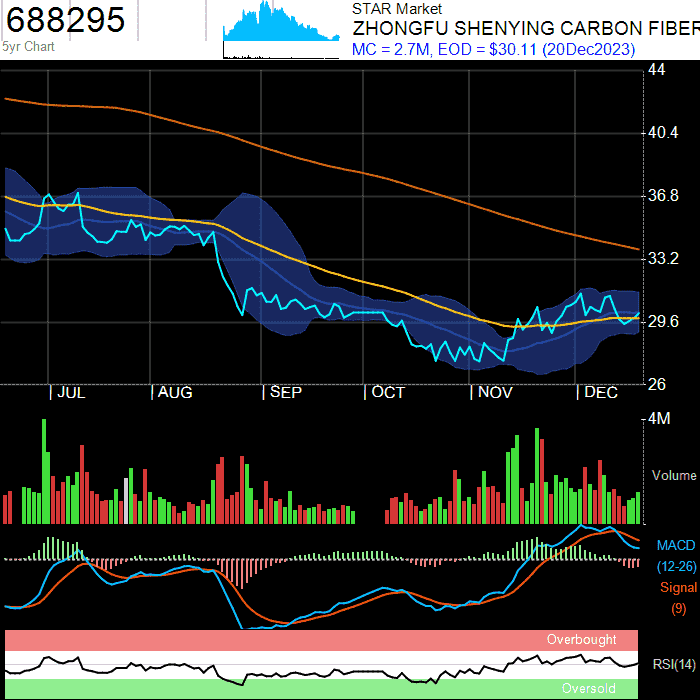 688295
5yr Chart
STAR Market
ZHONGFU SHENYING CARBON FIBER
MC = 2.7M, EOD = $30.11 (20Dec2023)
44
40.4
36.8
33.2
29.6
26
JUL
AUG
SEP
OCT
NOV
DEC
4M
Volume
MACD
(12-26)
Signal
(9)
Overbought
RSI(14)
Oversold